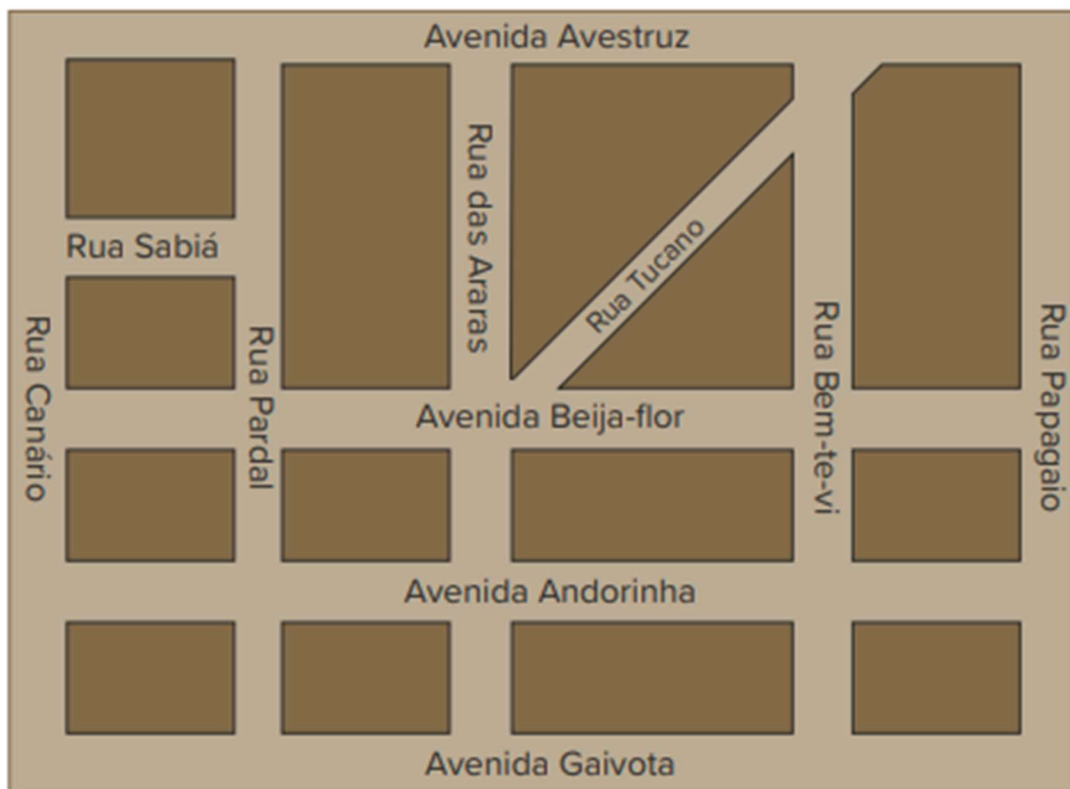 Avenida Avestruz
Rua das Araras
Rua Sabiá
Rua Tucano
Rua Canário
Rua Pardal
Rua Bem-te-vi
Rua Papagaio
Avenida Beija-flor
Avenida Andorinha
Avenida Gaivota